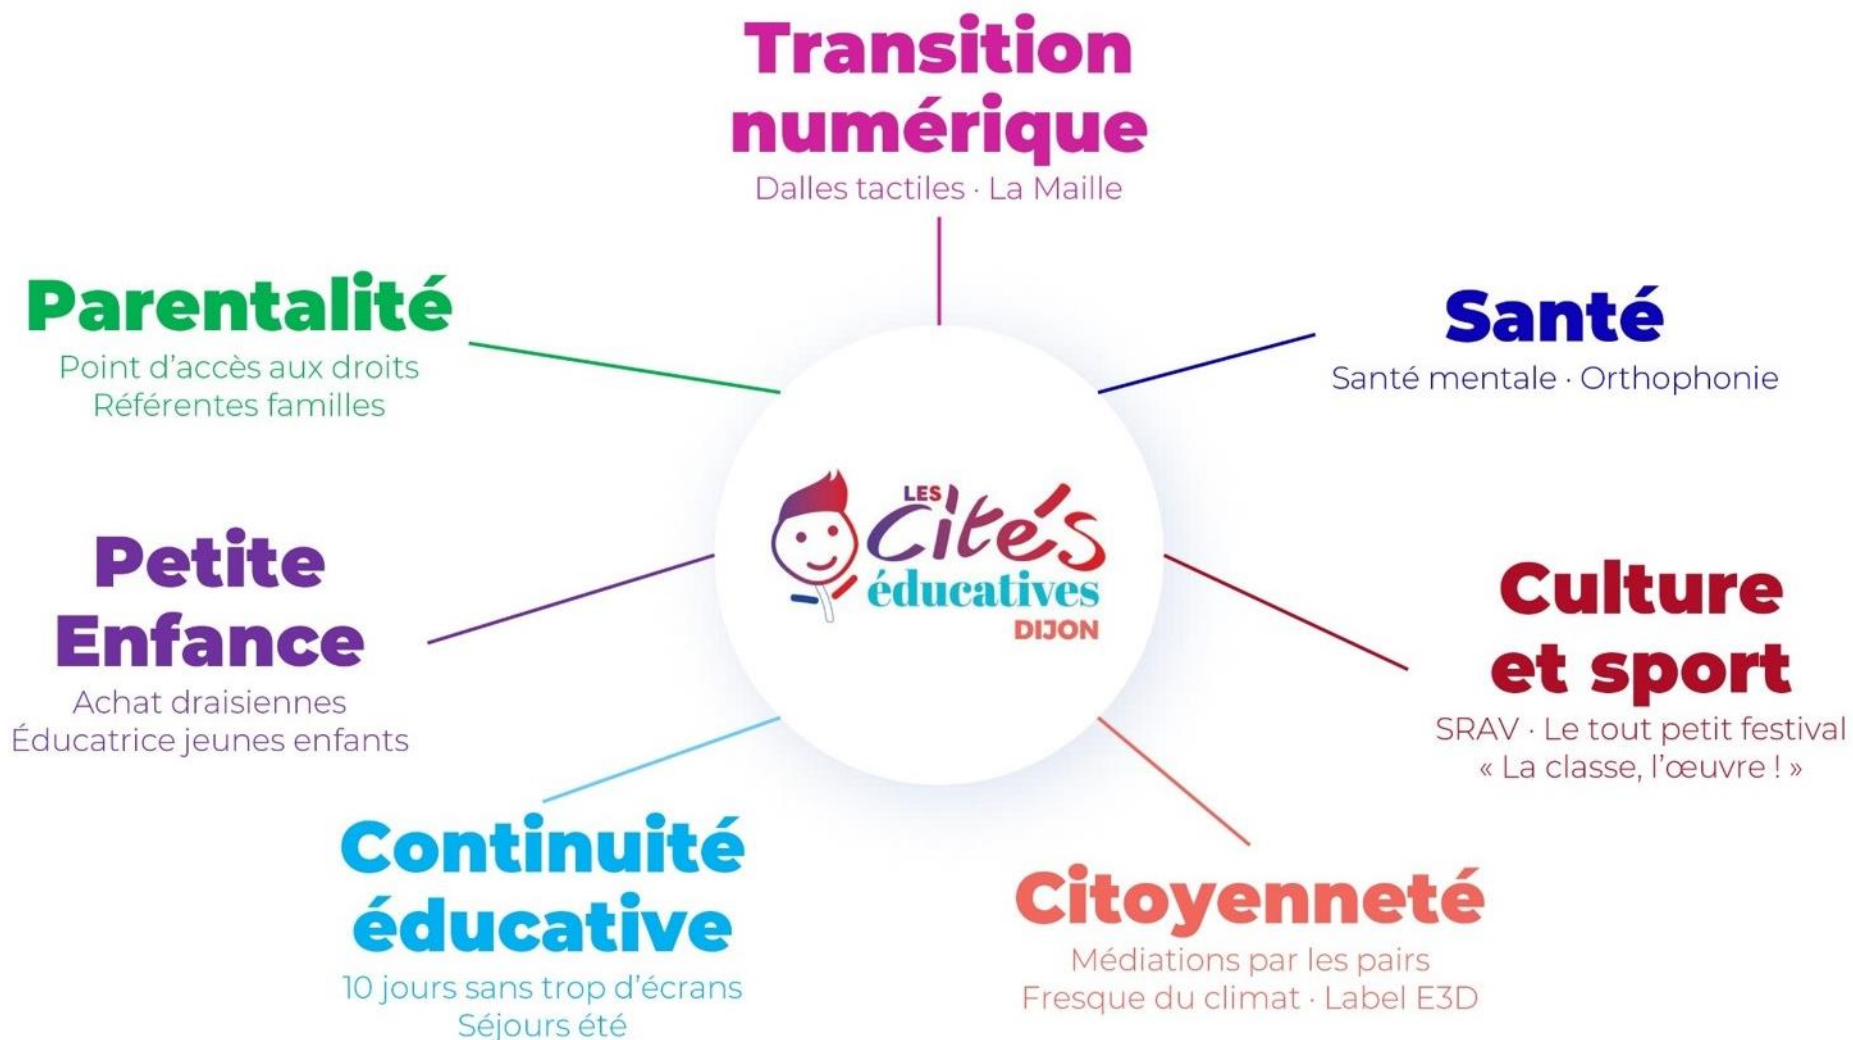 Transition
numérique
Dalles tactiles · La Maille
Parentalité
Point d’accès aux droits
Référentes familles
Santé
Santé mentale · Orthophonie
LES
Cités
éducatives
DIJON
Petite
Enfance
Achat draisiennes
Éducatrice jeunes enfants
Culture
et sport
SRAV · Le tout petit festival
« La classe, l’œuvre ! »
Continuité
éducative
10 jours sans trop d’écrans
Séjours été
Citoyenneté
Médiations par les pairs
Fresque du climat · Label E3D